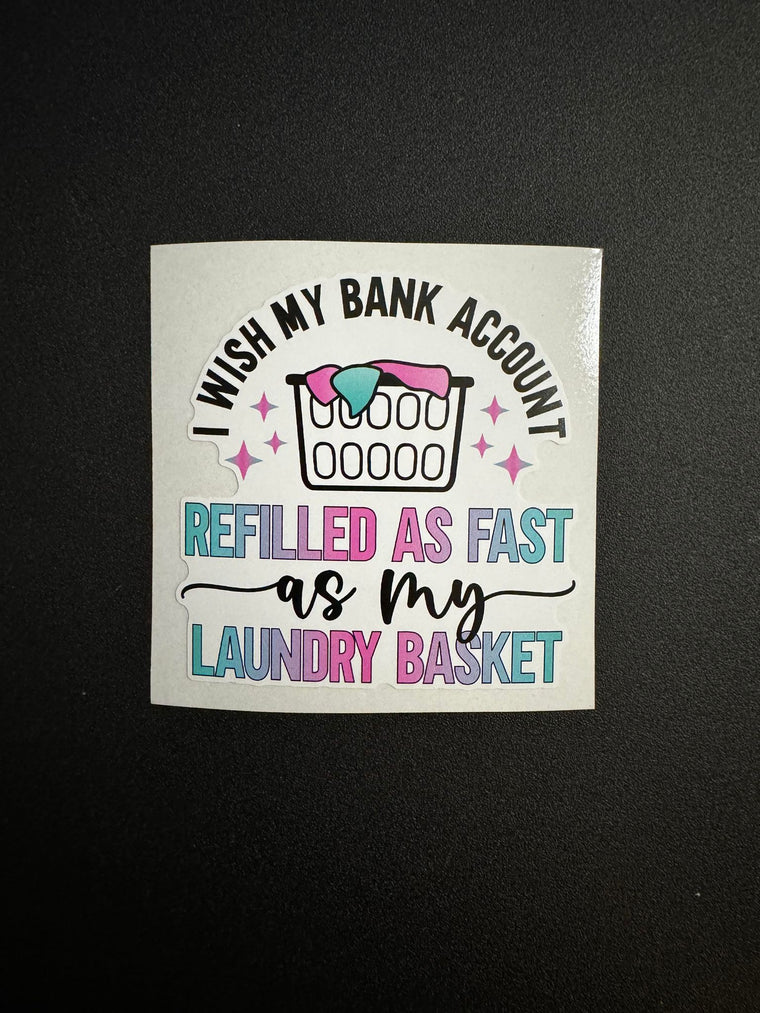 I WISH MY BANK ACCOUNT
REFILLED AS FAST
as my
LAUNDRY BASKET